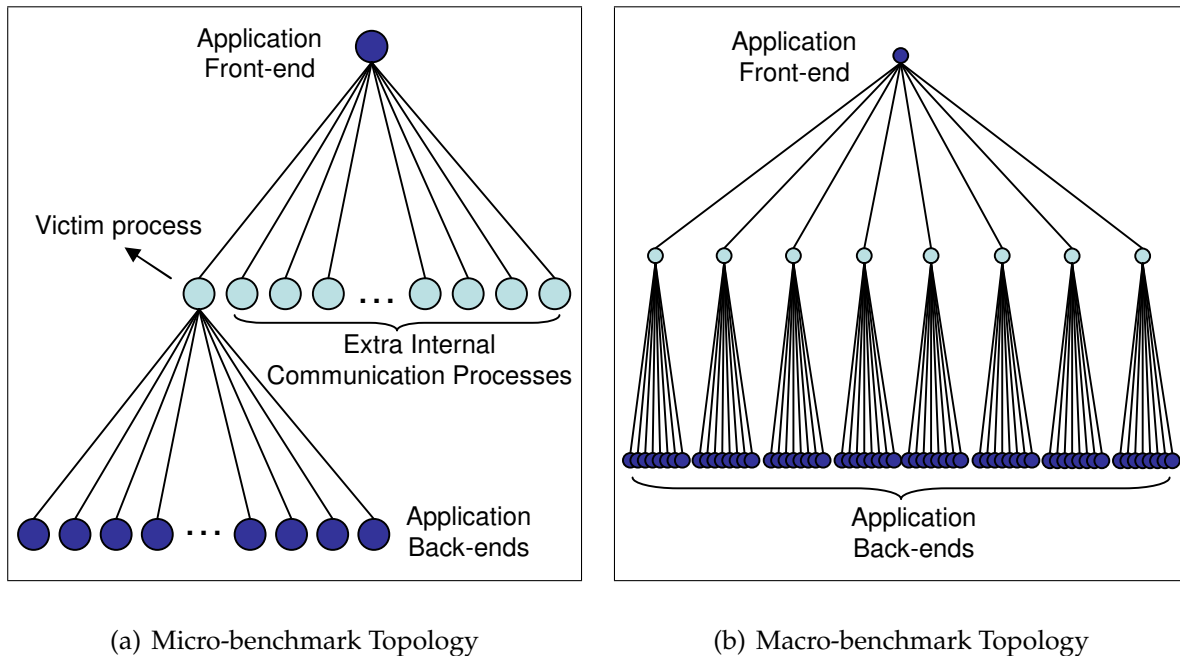 Application
Front-end
Victim process
...
Extra Internal
Communication Processes
...
Application
Back-ends
(a) Micro-benchmark Topology
Application
Front-end
Application
Back-ends
(b) Macro-benchmark Topology